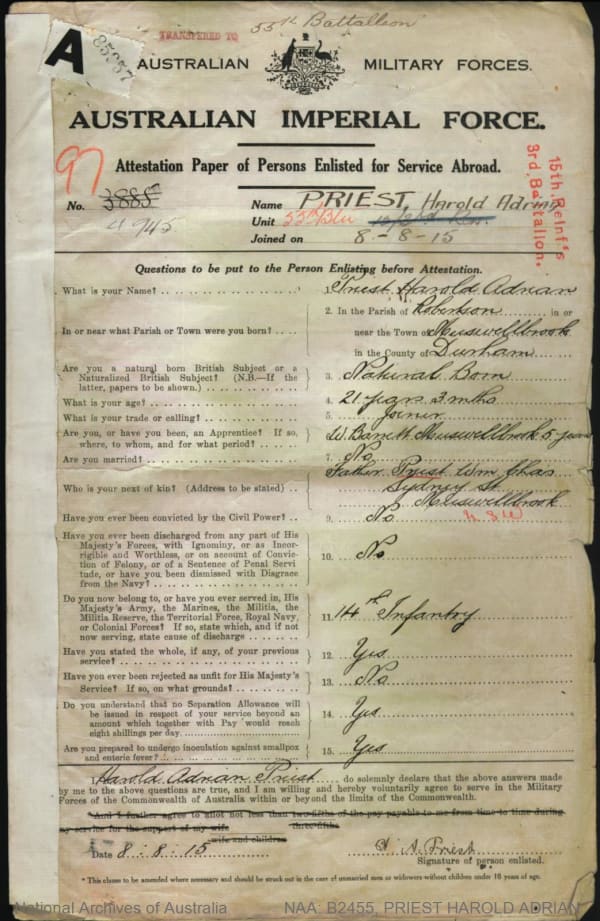 A 85957
TRANSFERED TO 55th Battalion
AUSTRALIAN MILITARY FORCES.
AUSTRALIAN IMPERIAL FORCE.
97
Attestation Paper of Persons Enlisted for Service Abroad.
15th Reinf's
3rd Battalion.
No. 3885 Name PRIEST, Harold Adrian
4945 Unit 55th Bn
Joined on 8-8-15
Questions to be put to the Person Enlisting before Attestation.
What is your Name? 1. Priest Harold Adrian
2. In the Parish of Robertson in or
In or near what Parish or Town were you born? near the Town of Muswellbrook
in the County of Durham
Are you a natural born British Subject or a
Naturalized British Subject? (N.B.—If the
latter, papers to be shown.) 3. Natural Born
What is your age? 4. 21 years 3 mths
What is your trade or calling? 5. Joiner
Are you, or have you been, an Apprentice? If so,
where, to whom, and for what period? W. Barrett Muswellbrook 5 years
Are you married? 7. No
Father Priest Wm Chas
Who is your next of kin? (Address to be stated) Sydney St
Muswellbrook
N S W
Have you ever been convicted by the Civil Power? 9. No
Have you ever been discharged from any part of His
Majesty's Forces, with Ignominy, or as Incor-
rigible and Worthless, or on account of Convic-
tion of Felony, or of a Sentence of Penal Servi
tude, or have you been dismissed with Disgrace
from the Navy? 10. No
Do you now belong to, or have you ever served in, His
Majesty's Army, the Marines, the Militia, the
Militia Reserve, the Territorial Force, Royal Navy,
or Colonial Forces? If so, state which, and if not
now serving, state cause of discharge 11. 14th Infantry
Have you stated the whole, if any, of your previous
service? 12. Yes
Have you ever been rejected as unfit for His Majesty's
Service? If so, on what grounds? 13. No
Do you understand that no Separation Allowance will
be issued in respect of your service beyond an
amount which together with Pay would reach
eight shillings per day 14. Yes
Are you prepared to undergo inoculation against smallpox
and enteric fever? 15. Yes
I, Harold Adrian Priest do solemnly declare that the above answers made
by me to the above questions are true, and I am willing and hereby voluntarily agree to serve in the Military
Forces of the Commonwealth of Australia within or beyond the limits of the Commonwealth.
*And I further agree to allot not less than two-fifths of the pay payable to me from time to time during
three-fifths
my service for the support of my wife
wife and children
Date 8:8:15 H. A. Priest
Signature of person enlisted.
* This clause to be amended where necessary and should be struck out in the case of unmarried men or widowers without children under 16 years of age.
National Archives of Australia NAA: B2455, PRIEST HAROLD ADRIAN